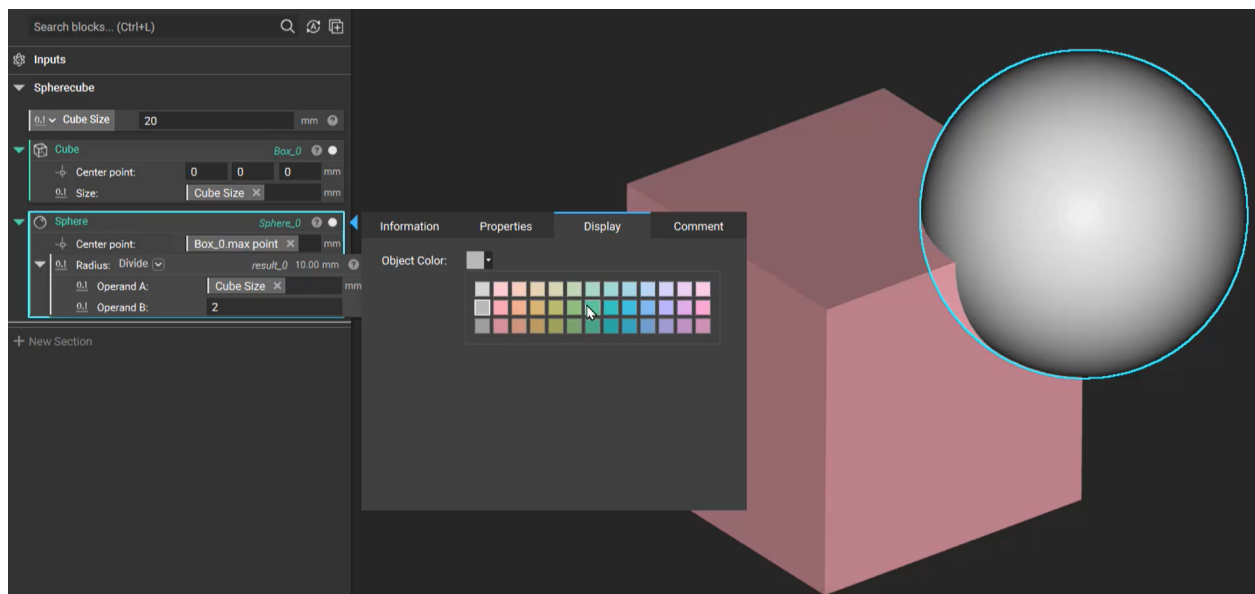 Search blocks... (Ctrl+L)
Inputs
Spherecube
0.1 Cube Size 20 mm ?
Cube Box_0 ?
Center point: 0 0 0 mm
0.1 Size: Cube Size mm
Sphere Sphere_0 ?
Center point: Box_0.max point mm
0.1 Radius: Divide result_0 10.00 mm ?
0.1 Operand A: Cube Size mm
0.1 Operand B: 2
+ New Section
Information Properties Display Comment
Object Color: